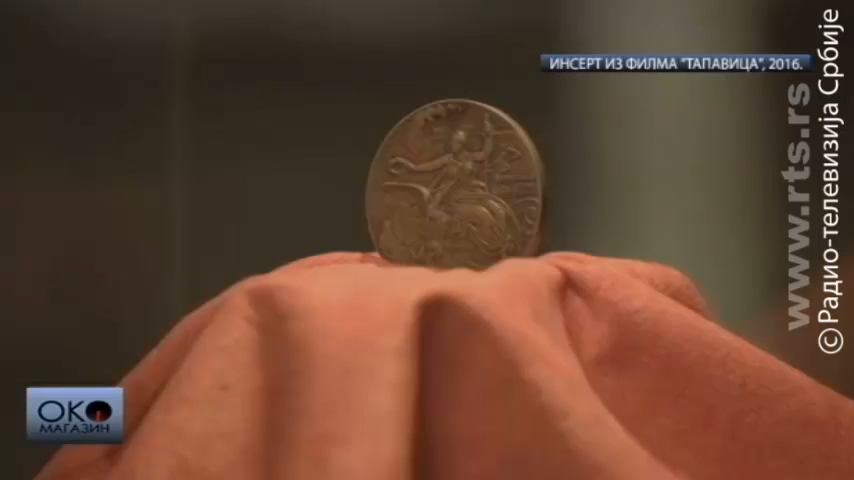 ИНСЕРТ ИЗ ФИЛМА "ТАПАВИЦА", 2016.
www.rts.rs
© Радио-телевизија Србије
ОКО
МАГАЗИН